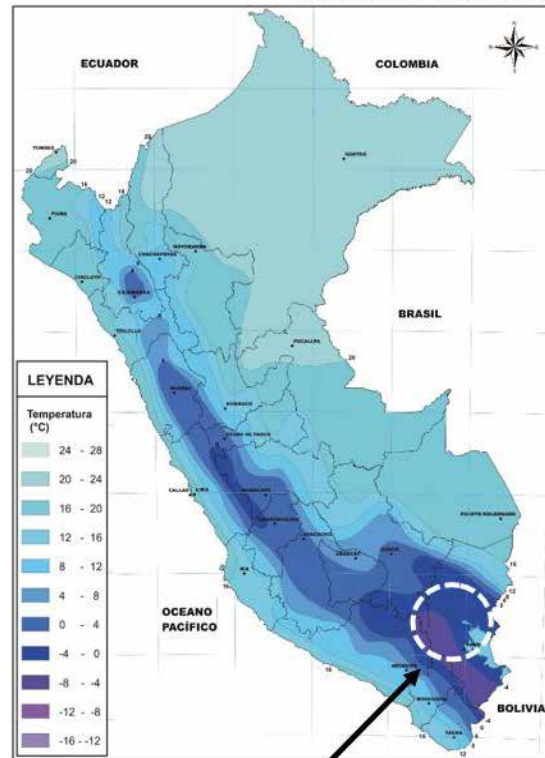 ECUADOR
COLOMBIA
TUMBES
IQUITOS
PIURA
MOYOBAMBA
CHACHAPOYAS
CHICLAYO
CAJAMARCA
BRASIL
TRUJILLO
PUCALLPA
HUARAZ
HUANUCO
CERRO DE PASCO
CALLAO
LIMA
HUANCAYO
HUANCAVELICA
PUERTO MALDONADO
AYACUCHO
ABANCAY
CUSCO
ICA
OCEANO
PACÍFICO
PUNO
AREQUIPA
MOQUEGUA
BOLIVIA
TACNA
LEYENDA
Temperatura
(°C)
24 - 28
20 - 24
16 - 20
12 - 16
8 - 12
4 - 8
0 - 4
-4 - 0
-8 - -4
-12 - -8
-16 - -12